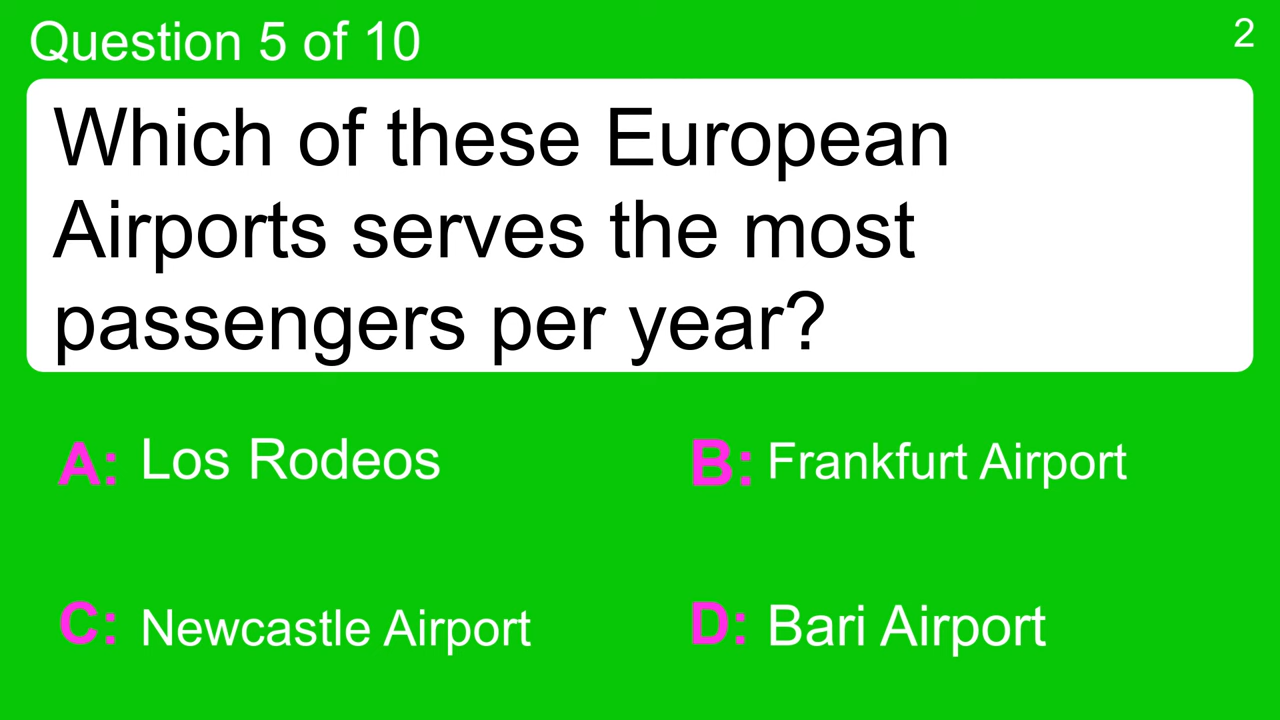 Question 5 of 10
2
Which of these European
Airports serves the most
passengers per year?
A: Los Rodeos
B: Frankfurt Airport
C: Newcastle Airport
D: Bari Airport